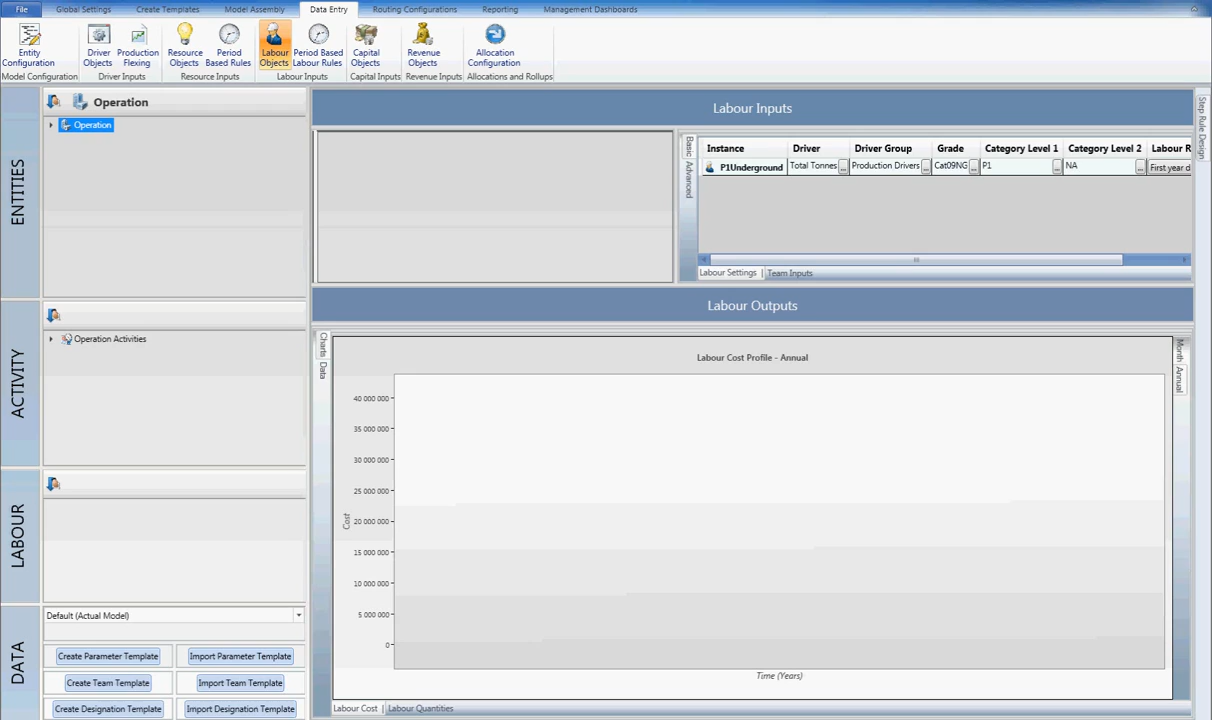 File Global Settings Create Templates Model Assembly Data Entry Routing Configurations Reporting Management Dashboards
Entity Configuration
Driver Objects
Production Flexing
Resource Objects
Period Based Rules
Labour Objects
Period Based Labour Rules
Capital Objects
Revenue Objects
Allocation Configuration
Model Configuration Driver Inputs Resource Inputs Labour Inputs Capital Inputs Revenue Inputs Allocations and Rollups
ENTITIES
Operation
Operation
ACTIVITY
Operation Activities
LABOUR
DATA
Default (Actual Model)
Create Parameter Template Import Parameter Template
Create Team Template Import Team Template
Create Designation Template Import Designation Template
Labour Inputs
Basic Advanced
Instance Driver Driver Group Grade Category Level 1 Category Level 2 Labour R
P1Underground Total Tonnes ... Production Drivers ... Cat09NG ... P1 ... NA ... First year d
Labour Settings Team Inputs
Step Rule Design
Labour Outputs
Charts Data
Labour Cost Profile - Annual
Cost
40 000 000
35 000 000
30 000 000
25 000 000
20 000 000
15 000 000
10 000 000
5 000 000
0
Time (Years)
Month Annual
Labour Cost Labour Quantities